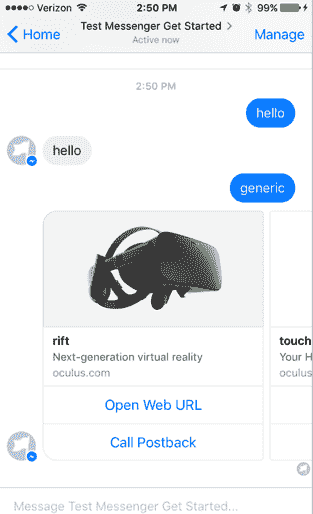 Verizon 2:50 PM 99%
Home Test Messenger Get Started Manage
Active now
2:50 PM
hello
hello
generic
rift
Next-generation virtual reality
oculus.com
touch
Your H
oculus
Open Web URL
Call Postback
Message Test Messenger Get Started...